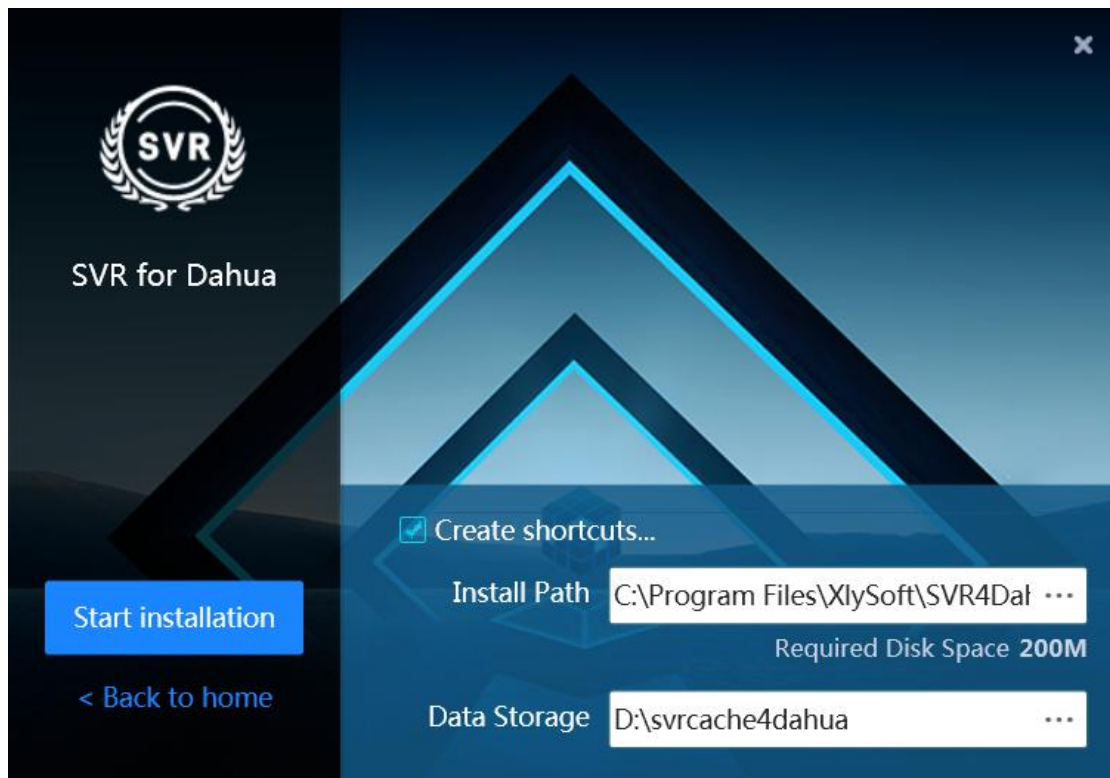 SVR
SVR for Dahua
Create shortcuts...
Install Path
C:\Program Files\XlySoft\SVR4Dah ...
Required Disk Space 200M
Start installation
< Back to home
Data Storage
D:\svrcache4dahua ...